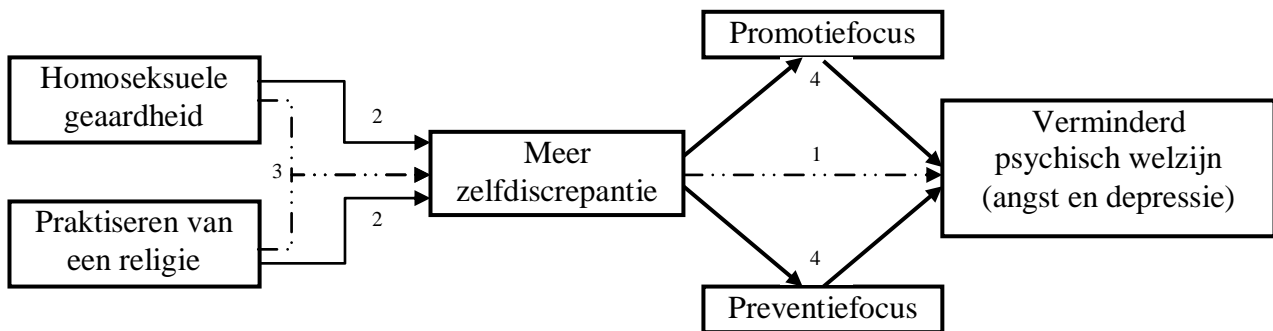 Promotiefocus
Homoseksuele
geaardheid
4
2
Meer
zelfdiscrepantie
1
Verminderd
psychisch welzijn
(angst en depressie)
3
Praktiseren van
een religie
2
4
Preventiefocus